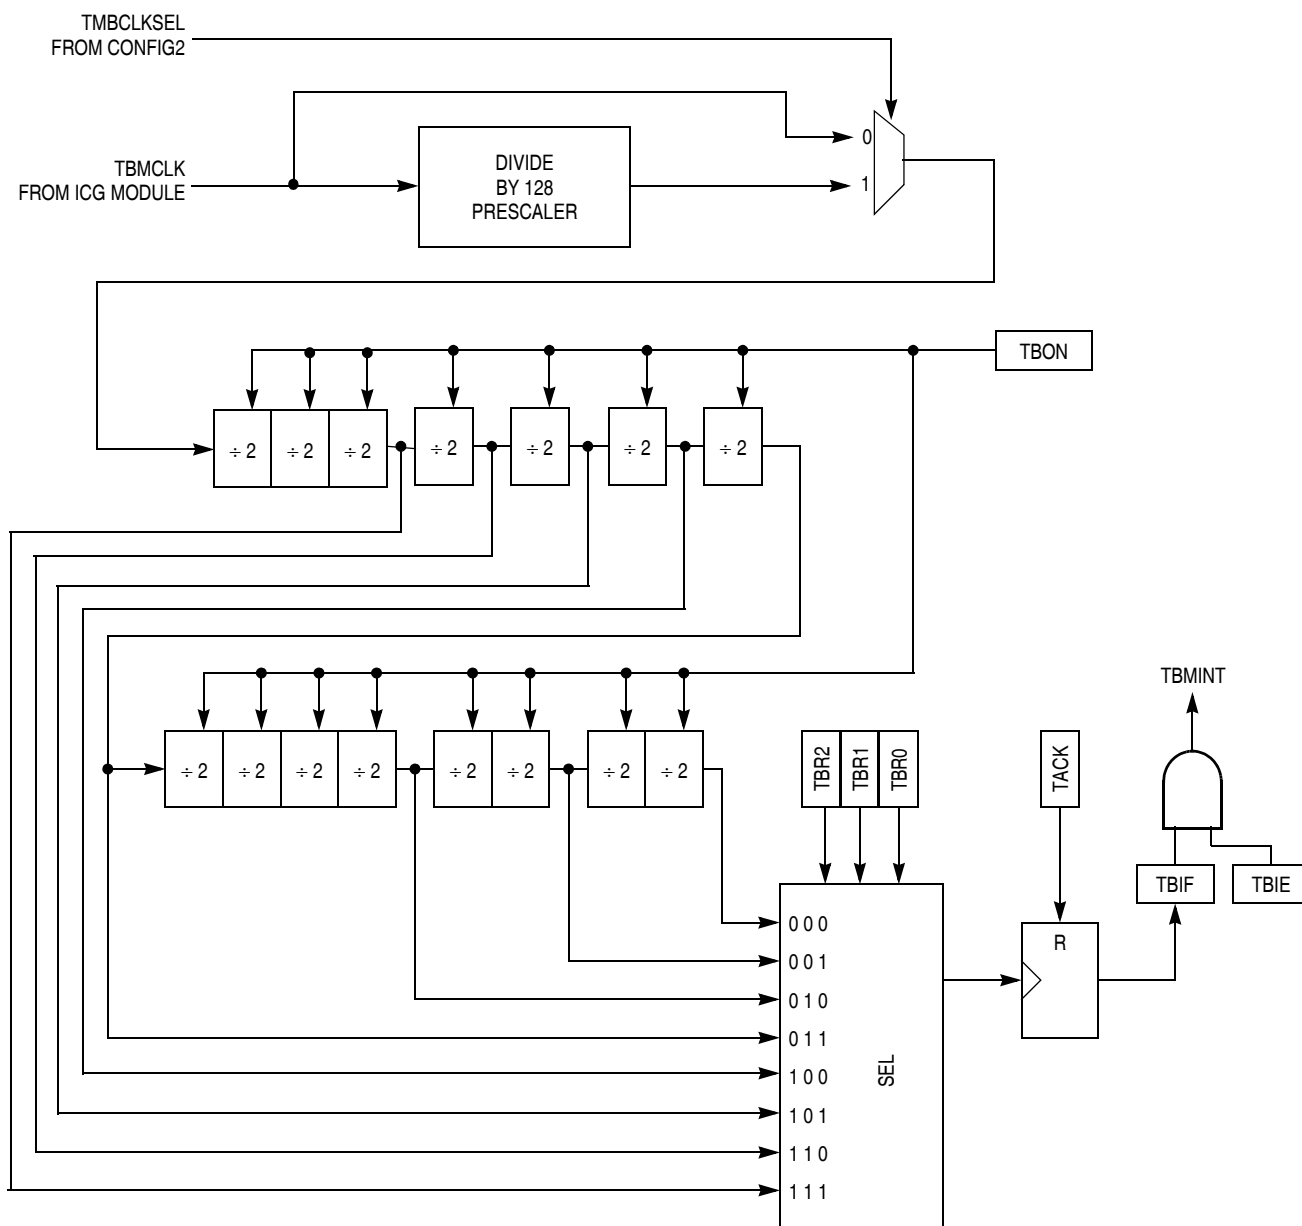 TMBCLKSEL
FROM CONFIG2
0
TBMCLK
FROM ICG MODULE
DIVIDE
BY 128
PRESCALER
1
TBON
÷ 2 ÷ 2 ÷ 2 ÷ 2 ÷ 2 ÷ 2 ÷ 2
TBMINT
÷ 2 ÷ 2 ÷ 2 ÷ 2 ÷ 2 ÷ 2 ÷ 2 ÷ 2
TBR2
TBR1
TBR0
TACK
TBIF
TBIE
0 0 0
0 0 1
0 1 0
0 1 1
1 0 0
1 0 1
1 1 0
1 1 1
SEL
R